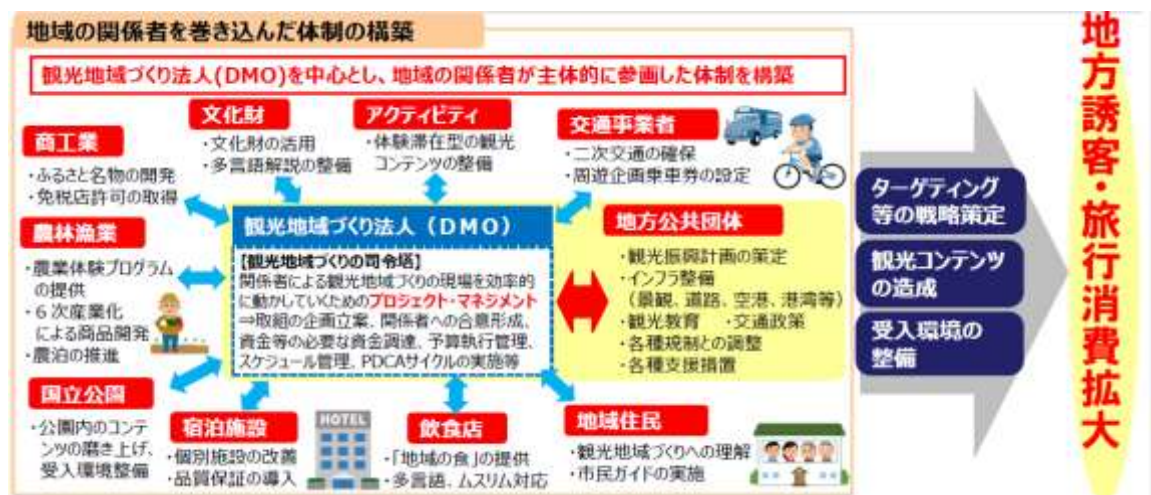 地域の関係者を巻き込んだ体制の構築
観光地域づくり法人(DMO)を中心とし、地域の関係者が主体的に参画した体制を構築
商工業
・ふるさと名物の開発
・免税店許可の取得
文化財
・文化財の活用
・多言語解説の整備
アクティビティ
・体験滞在型の観光
コンテンツの整備
交通事業者
・二次交通の確保
・周遊企画乗車券の設定
農林漁業
・農業体験プログラム
の提供
・6次産業化
による商品開発
・農泊の推進
観光地域づくり法人（DMO）
【観光地域づくりの司令塔】
関係者による観光地域づくりの現場を効率的
に動かしていくためのプロジェクト・マネジメント
⇒取組の企画立案、関係者への合意形成、
資金等の必要な資金調達、予算執行管理、
スケジュール管理、PDCAサイクルの実施等
地方公共団体
・観光振興計画の策定
・インフラ整備
（景観、道路、空港、港湾等）
・観光教育 ・交通政策
・各種規制との調整
・各種支援措置
国立公園
・公園内のコンテ
ンツの磨き上げ、
受入環境整備
宿泊施設
・個別施設の改善
・品質保証の導入
HOTEL
飲食店
・「地域の食」の提供
・多言語、ムスリム対応
地域住民
・観光地域づくりへの理解
・市民ガイドの実施
ターゲティング
等の戦略策定
観光コンテンツ
の造成
受入環境の
整備
地方誘客・旅行消費拡大